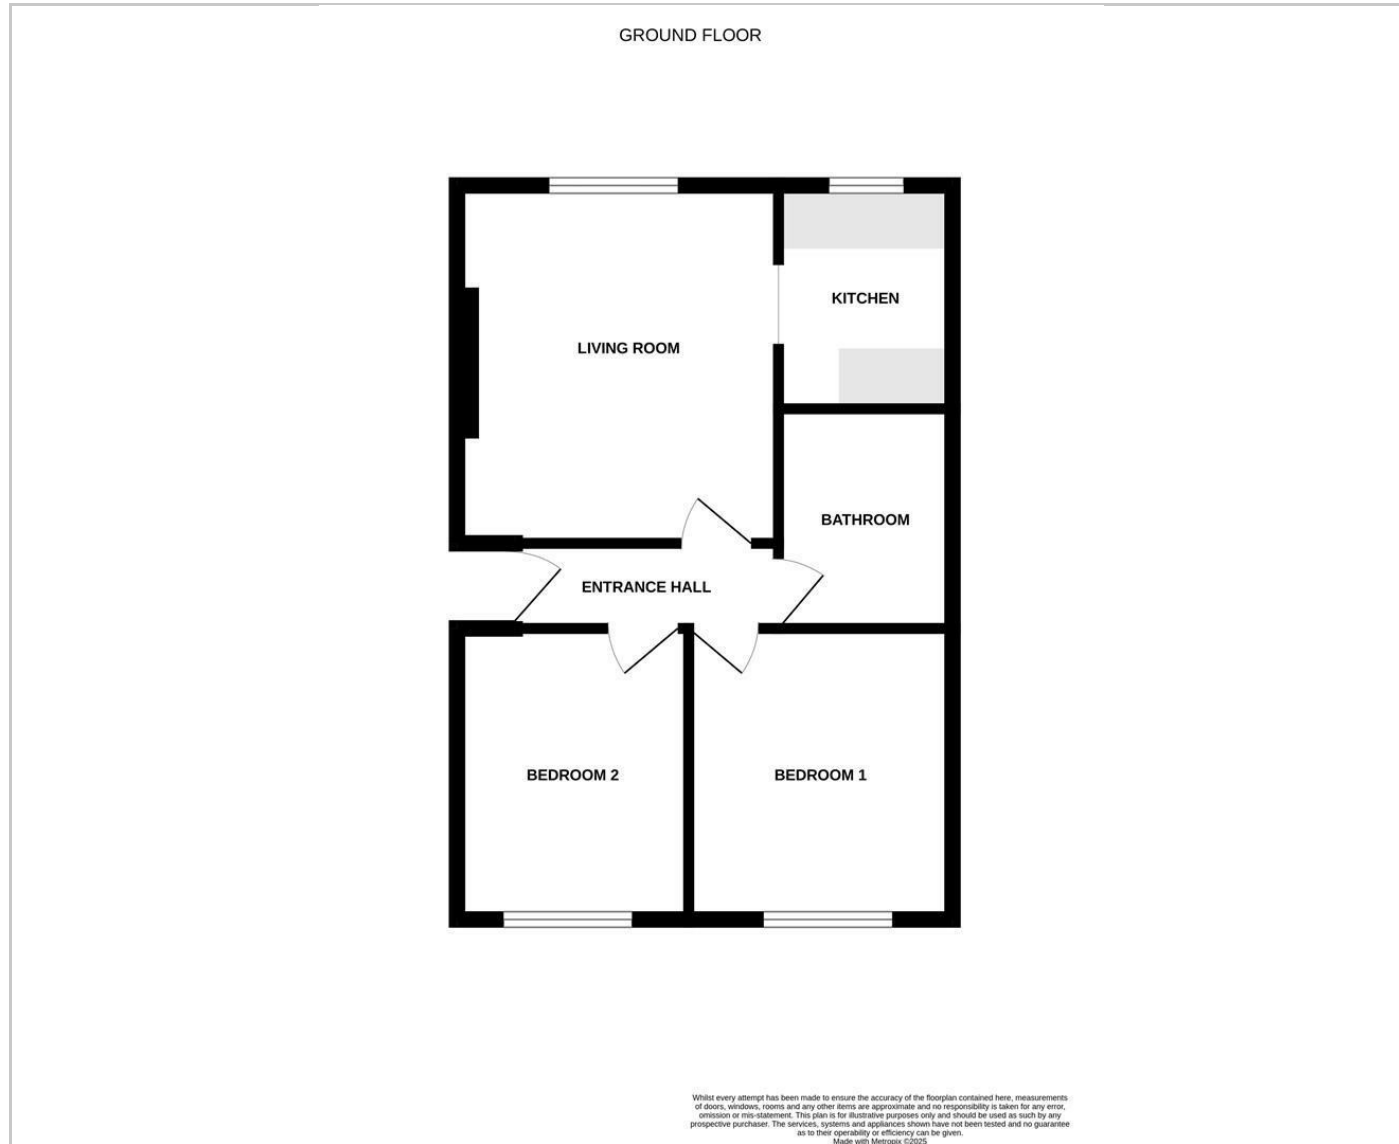 GROUND FLOOR
KITCHEN
LIVING ROOM
BATHROOM
ENTRANCE HALL
BEDROOM 2
BEDROOM 1
Whilst every attempt has been made to ensure the accuracy of the floorplan contained here, measurements
of doors, windows, rooms and any other items are approximate and no responsibility is taken for any error,
omission or mis-statement. This plan is for illustrative purposes only and should be used as such by any
prospective purchaser. The services, systems and appliances shown have not been tested and no guarantee
as to their operability or efficiency can be given.
Made with Metropix ©2025